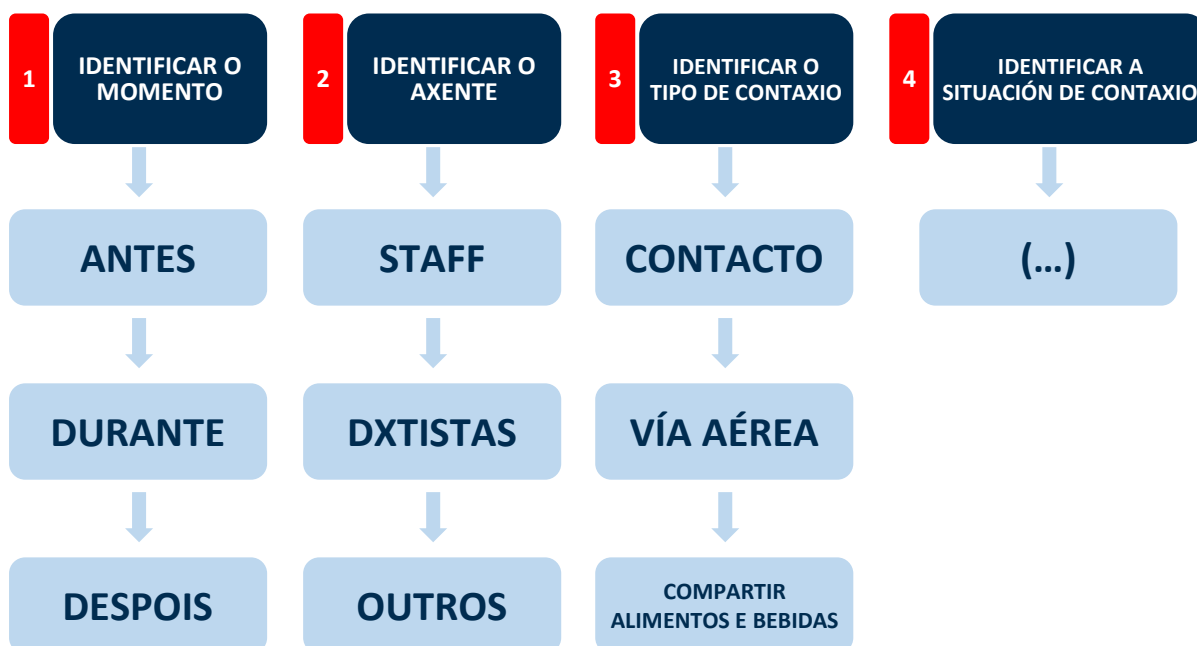 1
IDENTIFICAR O
MOMENTO
ANTES
DURANTE
DESPOIS
2
IDENTIFICAR O
AXENTE
STAFF
DXTISTAS
OUTROS
3
IDENTIFICAR O
TIPO DE CONTAXIO
CONTACTO
VÍA AÉREA
COMPARTIR
ALIMENTOS E BEBIDAS
4
IDENTIFICAR A
SITUACIÓN DE CONTAXIO
(...)